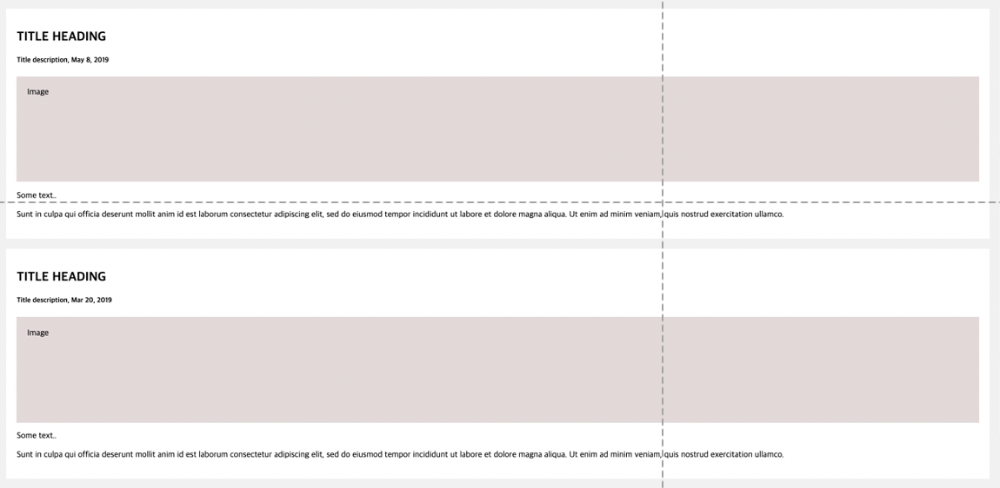 TITLE HEADING
Title description, May 8, 2019
Image
Some text..
Sunt in culpa qui officia deserunt mollit anim id est laborum consectetur adipiscing elit, sed do eiusmod tempor incididunt ut labore et dolore magna aliqua. Ut enim ad minim veniam, quis nostrud exercitation ullamco.
TITLE HEADING
Title description, Mar 20, 2019
Image
Some text..
Sunt in culpa qui officia deserunt mollit anim id est laborum consectetur adipiscing elit, sed do eiusmod tempor incididunt ut labore et dolore magna aliqua. Ut enim ad minim veniam, quis nostrud exercitation ullamco.